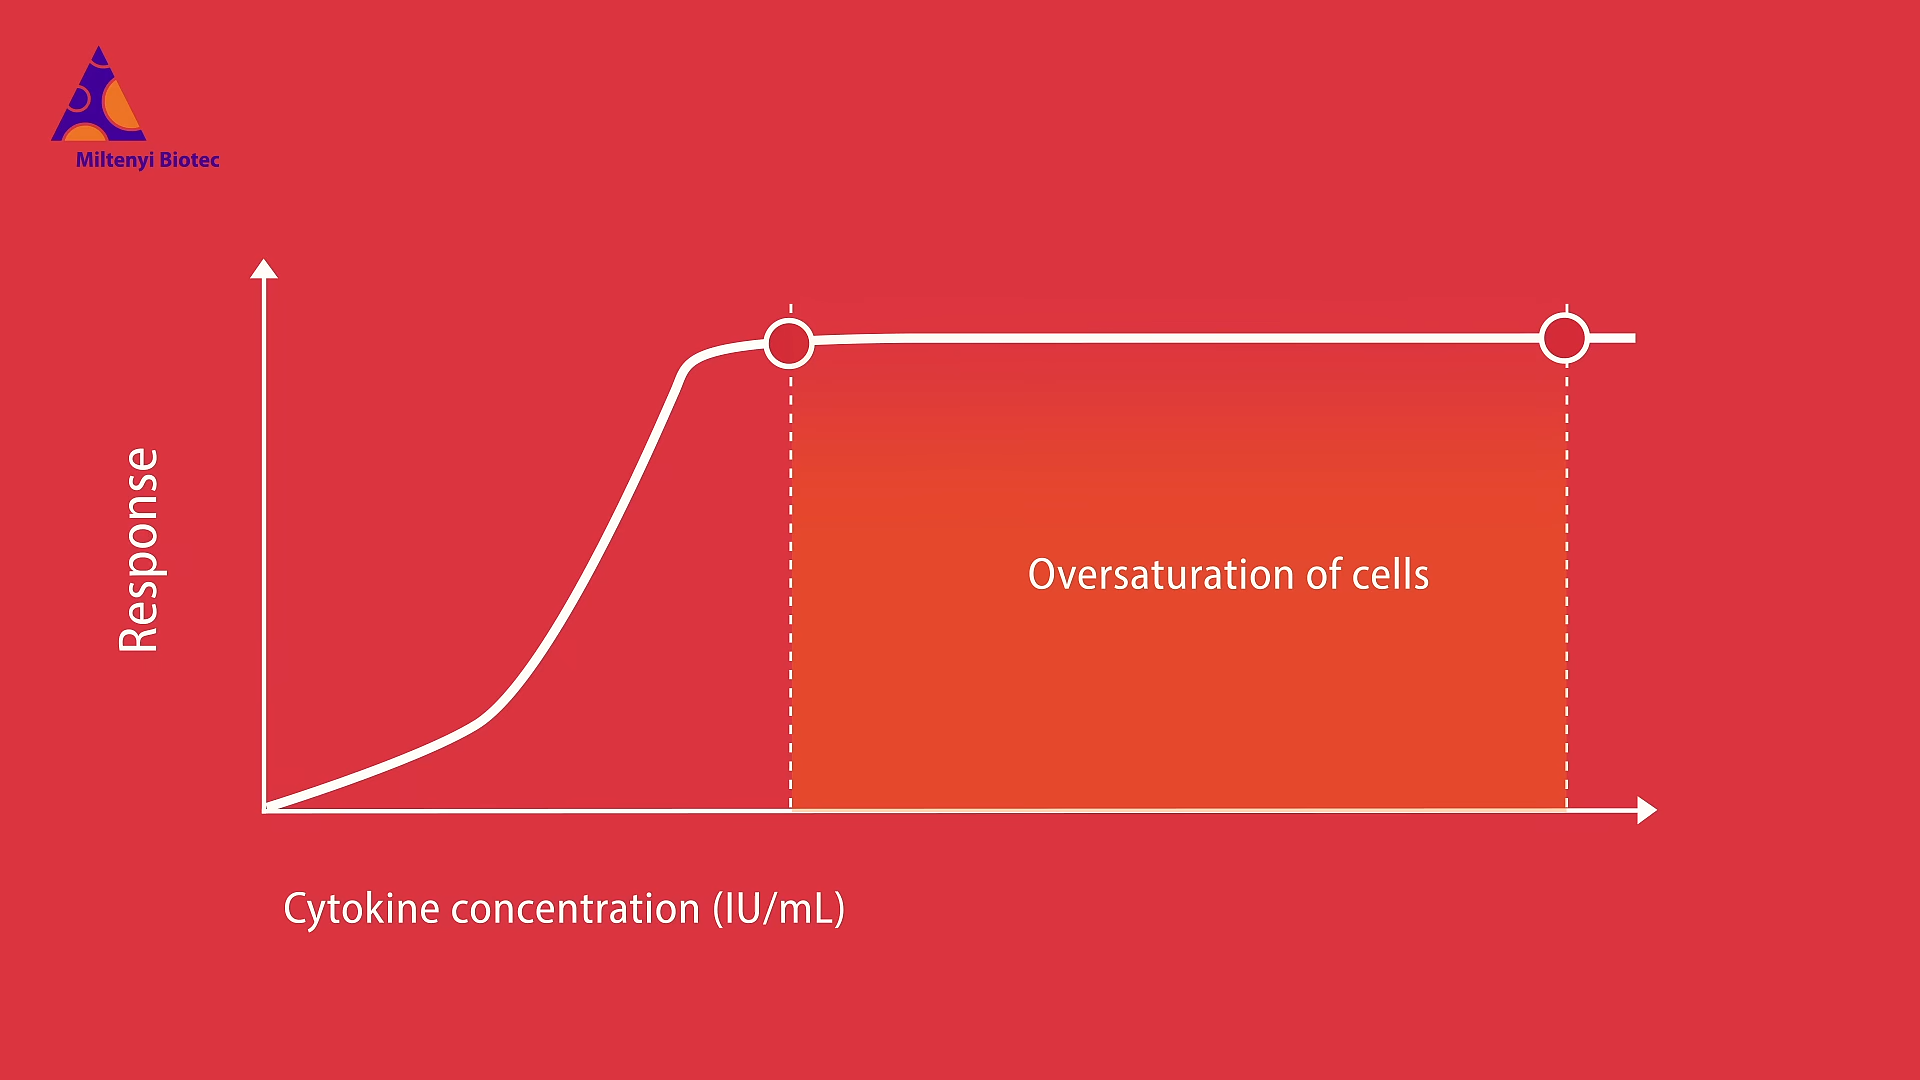 Miltenyi Biotec
Response
Oversaturation of cells
Cytokine concentration (IU/mL)